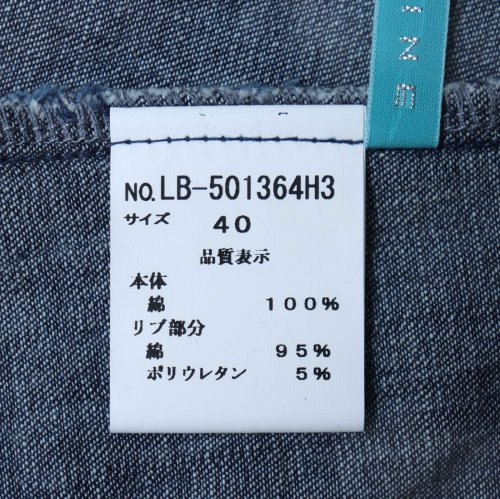 INE
NO.LB-501364H3
サイズ 40
品質表示
本体
綿 100%
リブ部分
綿 95%
ポリウレタン 5%